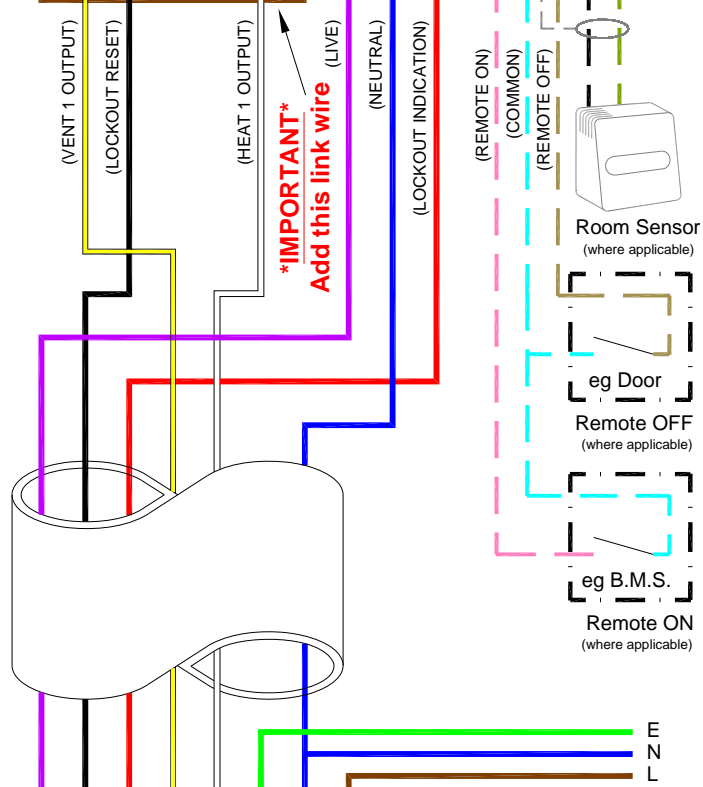 (VENT 1 OUTPUT)
(LOCKOUT RESET)
(HEAT 1 OUTPUT)
*IMPORTANT*
Add this link wire
(LIVE)
(NEUTRAL)
(LOCKOUT INDICATION)
(REMOTE ON)
(COMMON)
(REMOTE OFF)
Room Sensor
(where applicable)
eg Door
Remote OFF
(where applicable)
eg B.M.S.
Remote ON
(where applicable)
E
N
L